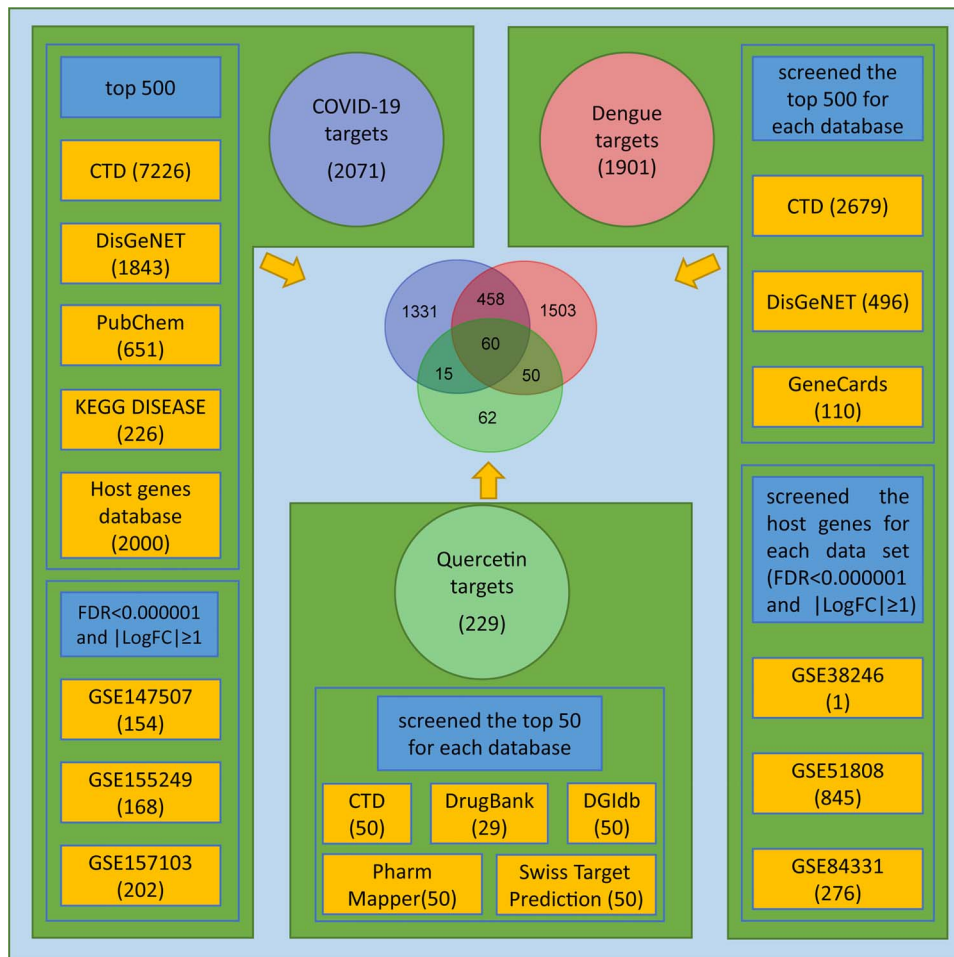 top 500
CTD (7226)
DisGeNET
(1843)
PubChem
(651)
KEGG DISEASE
(226)
Host genes
database
(2000)
FDR<0.000001
and |LogFC|≥1
GSE147507
(154)
GSE155249
(168)
GSE157103
(202)
COVID-19
targets
(2071)
Dengue
targets
(1901)
screened the
top 500 for
each database
CTD (2679)
DisGeNET (496)
GeneCards
(110)
screened the
host genes for
each data set
(FDR<0.000001
and |LogFC|≥1)
GSE38246
(1)
GSE51808
(845)
GSE84331
(276)
1331
458
1503
60
15
50
62
Quercetin
targets
(229)
screened the top 50
for each database
CTD
(50)
DrugBank
(29)
DGIdb
(50)
Pharm
Mapper(50)
Swiss Target
Prediction (50)